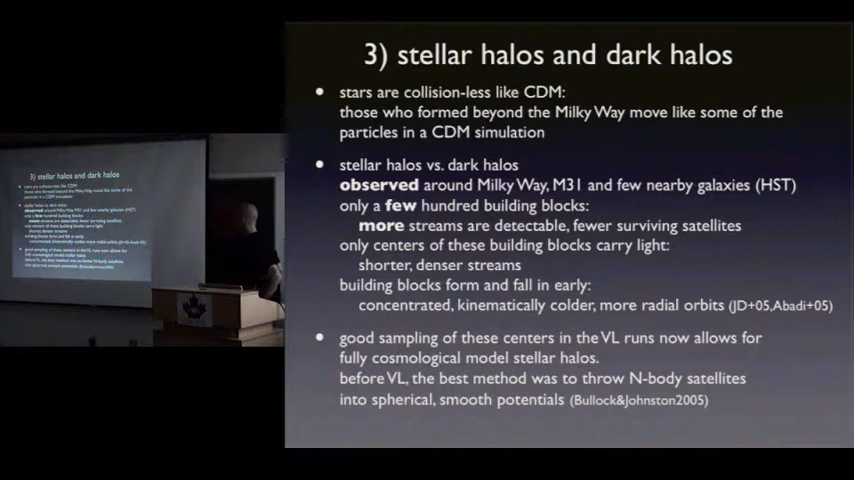 3) stellar halos and dark halos
• stars are collision-less like CDM:
those who formed beyond the Milky Way move like some of the
particles in a CDM simulation
• stellar halos vs. dark halos
observed around Milky Way, M31 and few nearby galaxies (HST)
only a few hundred building blocks:
more streams are detectable, fewer surviving satellites
only centers of these building blocks carry light:
shorter, denser streams
building blocks form and fall in early:
concentrated, kinematically colder, more radial orbits (JD+05,Abadi+05)
• good sampling of these centers in the VL runs now allows for
fully cosmological model stellar halos.
before VL, the best method was to throw N-body satellites
into spherical, smooth potentials (Bullock&Johnston2005)
3) stellar halos and dark halos